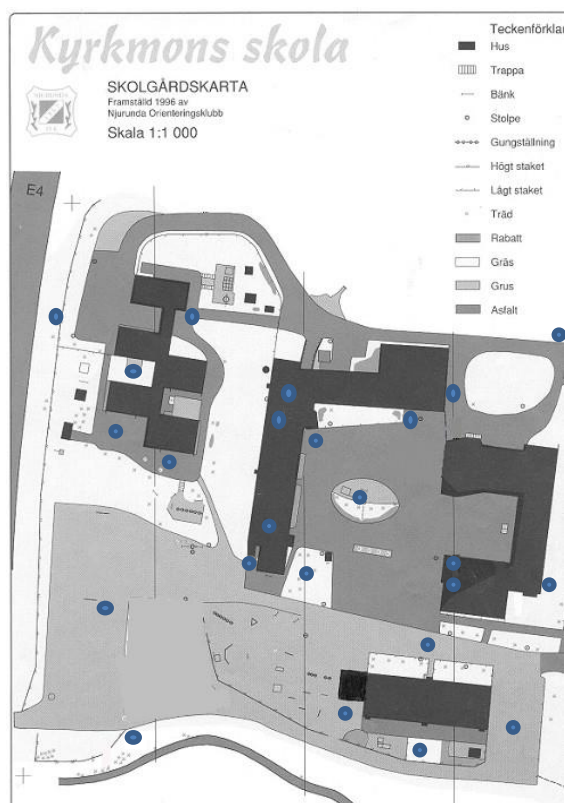 Kyrkmons skola
SKOLGÅRDSKARTA
Framställd 1996 av
Njurunda Orienteringsklubb
Skala 1:1 000
Teckenförklar
Hus
Trappa
Bänk
Stolpe
Gungställning
Högt staket
Lågt staket
Träd
Rabatt
Gräs
Grus
Asfalt
E4